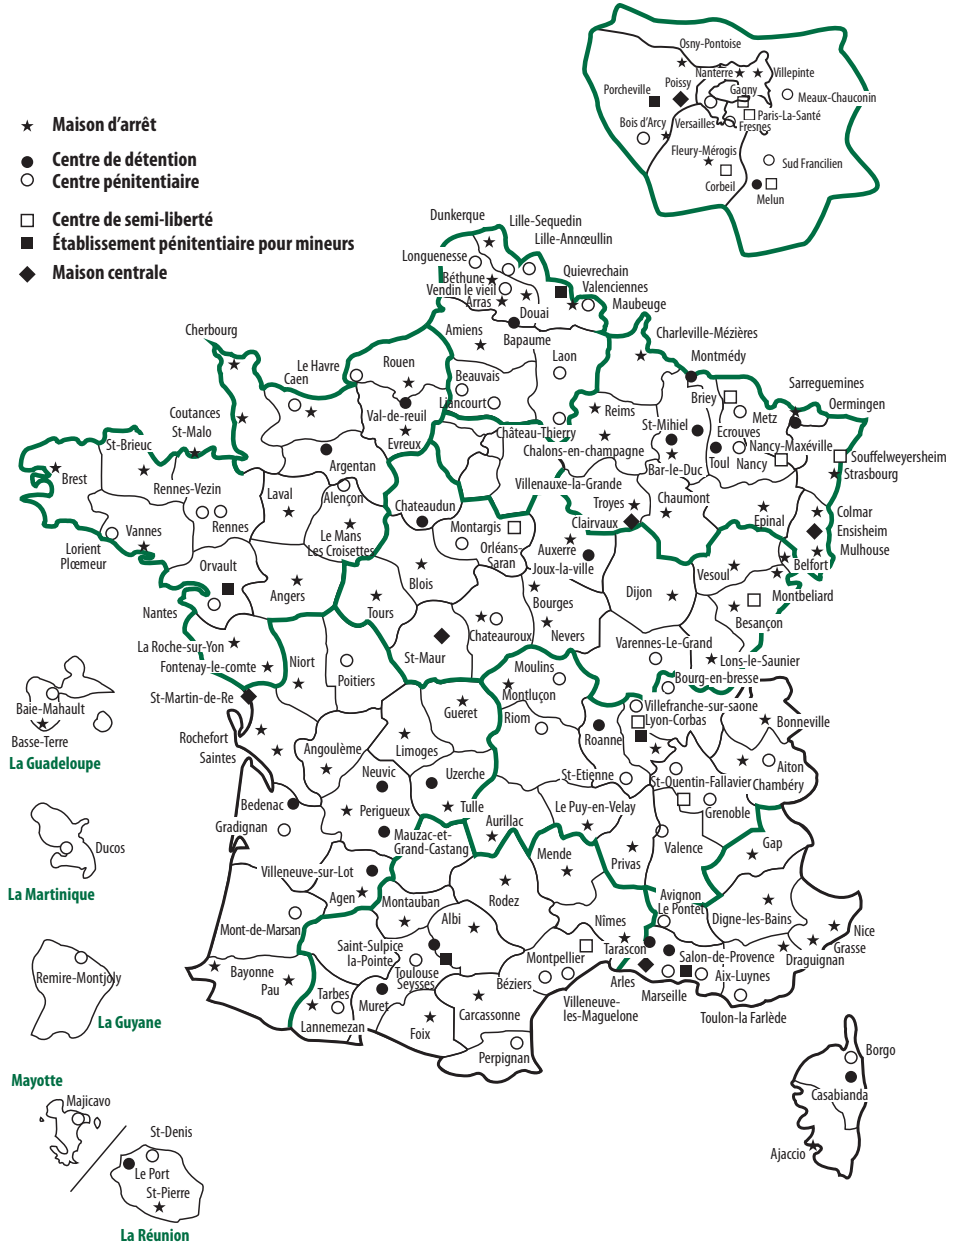 Maison d'arrêt
Centre de détention
Centre pénitentiaire
Centre de semi-liberté
Établissement pénitentiaire pour mineurs
Maison centrale
Osny-Pontoise
Nanterre
Villepinte
Poissy
Porcheville
Gagny
Meaux-Chauconin
Paris-La-Santé
Bois d'Arcy
Versailles
Fresnes
Fleury-Mérogis
Sud Francilien
Corbeil
Melun
Dunkerque
Lille-Sequedin
Lille-Annœullin
Longuenesse
Béthune
Vendin le vieil
Arras
Quievrechain
Valenciennes
Maubeuge
Douai
Bapaume
Cherbourg
Amiens
Charleville-Mézières
Le Havre
Caen
Rouen
Laon
Montmédy
Beauvais
Liancourt
Briey
Sarreguemines
Oermingen
Coutances
St-Malo
Val-de-reuil
Evreux
Reims
St-Mihiel
Metz
Ecrouves
Château-Thierry
Chalons-en-champagne
Nancy-Maxéville
St-Brieuc
Argentan
Bar-le-Duc
Toul
Nancy
Souffelweyersheim
Strasbourg
Brest
Rennes-Vezin
Laval
Alençon
Villenauxe-la-Grande
Chateaudun
Troyes
Chaumont
Rennes
Vannes
Le Mans
Les Croisettes
Montargis
Clairvaux
Epinal
Colmar
Ensisheim
Mulhouse
Lorient
Plœmeur
Orléans-
Saran
Auxerre
Joux-la-ville
Belfort
Orvault
Blois
Vesoul
Angers
Tours
Bourges
Dijon
Montbeliard
Nantes
Besançon
Chateauroux
Nevers
La Roche-sur-Yon
Fontenay-le-comte
Niort
St-Maur
Varennes-Le-Grand
Lons-le-Saunier
Moulins
Bourg-en-bresse
Poitiers
St-Martin-de-Re
Montluçon
Villefranche-sur-saone
Gueret
Riom
Lyon-Corbas
Bonneville
Rochefort
Saintes
Angoulème
Limoges
Roanne
Neuvic
Uzerche
St-Etienne
St-Quentin-Fallavier
Aiton
Chambéry
Bedenac
Perigueux
Tulle
Le Puy-en-Velay
Grenoble
Gradignan
Aurillac
Mauzac-et-
Grand-Castang
Mende
Valence
Gap
Privas
Villeneuve-sur-Lot
Agen
Montauban
Rodez
Avignon
Le Pontet
Mont-de-Marsan
Albi
Nîmes
Digne-les-Bains
Nice
Grasse
Draguignan
Saint-Sulpice
la-Pointe
Montpellier
Tarascon
Salon-de-Provence
Bayonne
Pau
Toulouse
Seysses
Béziers
Arles
Aix-Luynes
Tarbes
Muret
Marseille
Lannemezan
Foix
Carcassonne
Villeneuve-
les-Maguelone
Toulon-la Farlède
Perpignan
Borgo
Casabianda
Ajaccio
Baie-Mahault
Basse-Terre
La Guadeloupe
Ducos
La Martinique
Remire-Montjoly
La Guyane
Mayotte
Majicavo
St-Denis
Le Port
St-Pierre
La Réunion